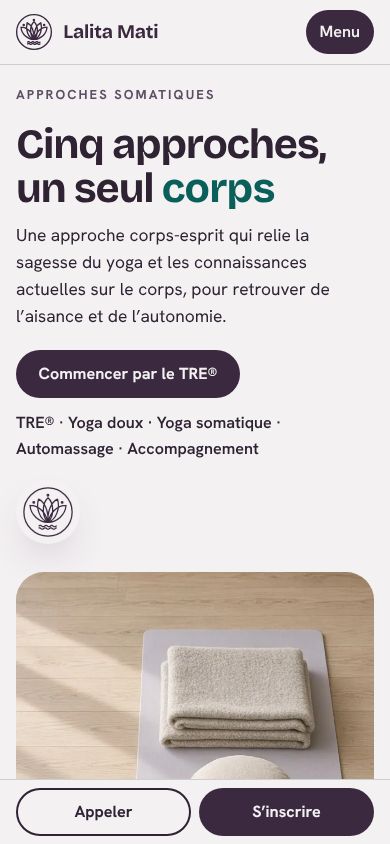 Lalita Mati
Menu
APPROCHES SOMATIQUES
Cinq approches,
un seul corps
Une approche corps-esprit qui relie la
sagesse du yoga et les connaissances
actuelles sur le corps, pour retrouver de
l’aisance et de l’autonomie.
Commencer par le TRE®
TRE® · Yoga doux · Yoga somatique ·
Automassage · Accompagnement
Appeler
S’inscrire